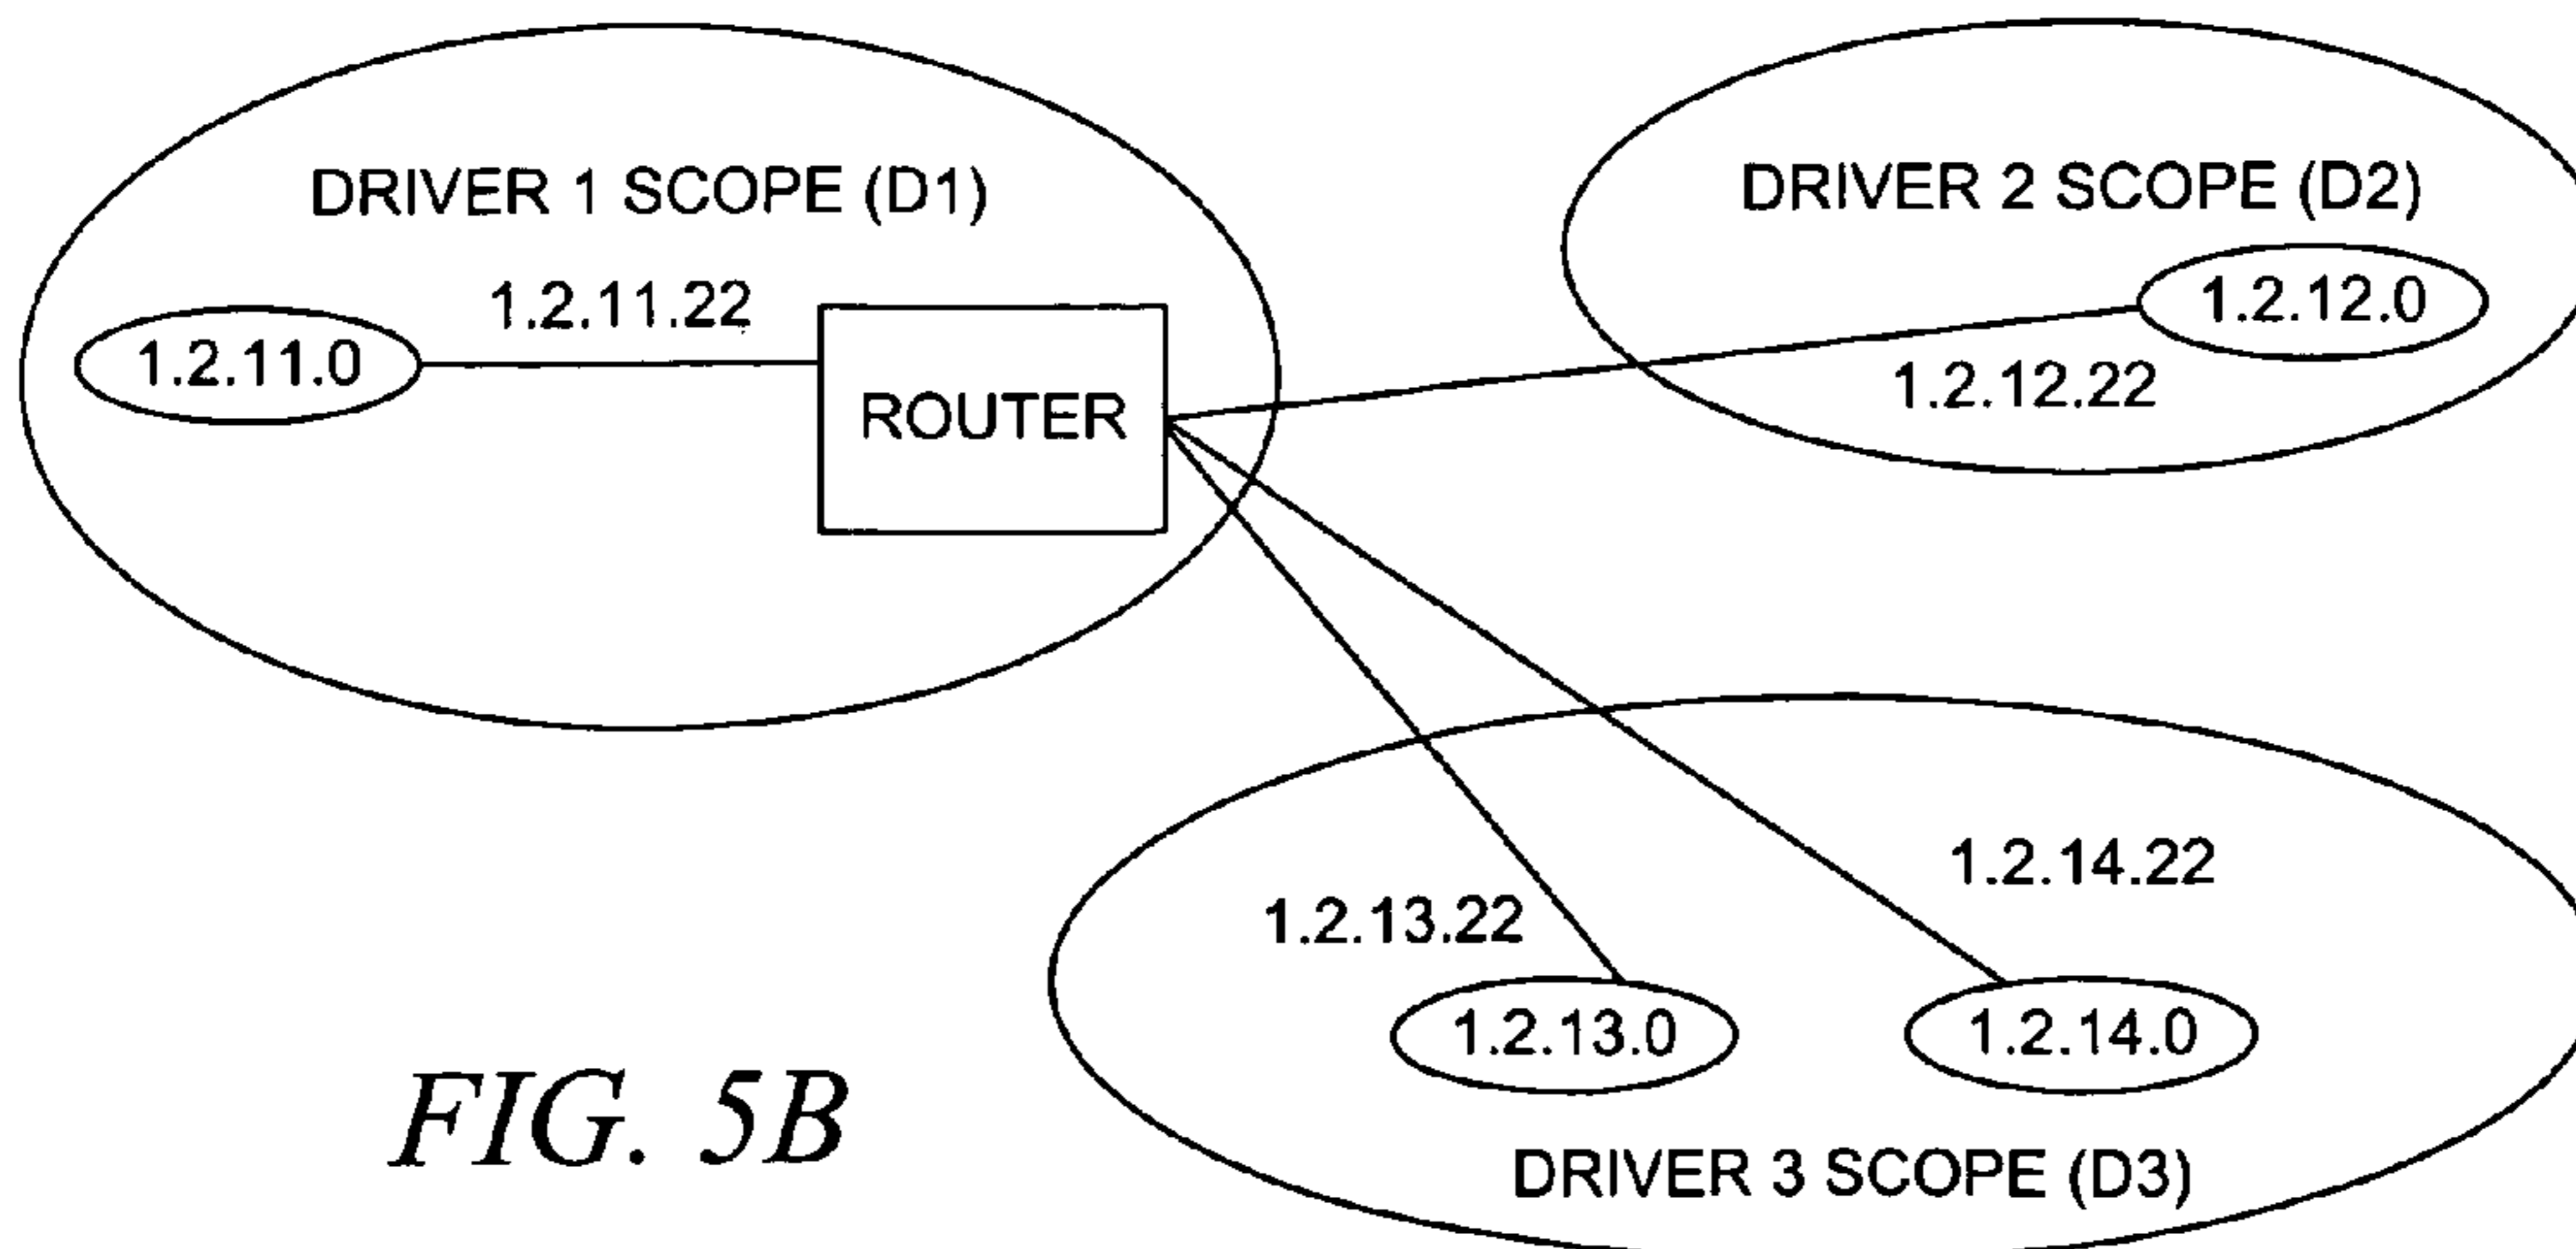 DRIVER 1 SCOPE (D1)
1.2.11.22
1.2.11.0
ROUTER
DRIVER 2 SCOPE (D2)
1.2.12.0
1.2.12.22
1.2.14.22
1.2.13.22
1.2.13.0
1.2.14.0
DRIVER 3 SCOPE (D3)
FIG. 5B